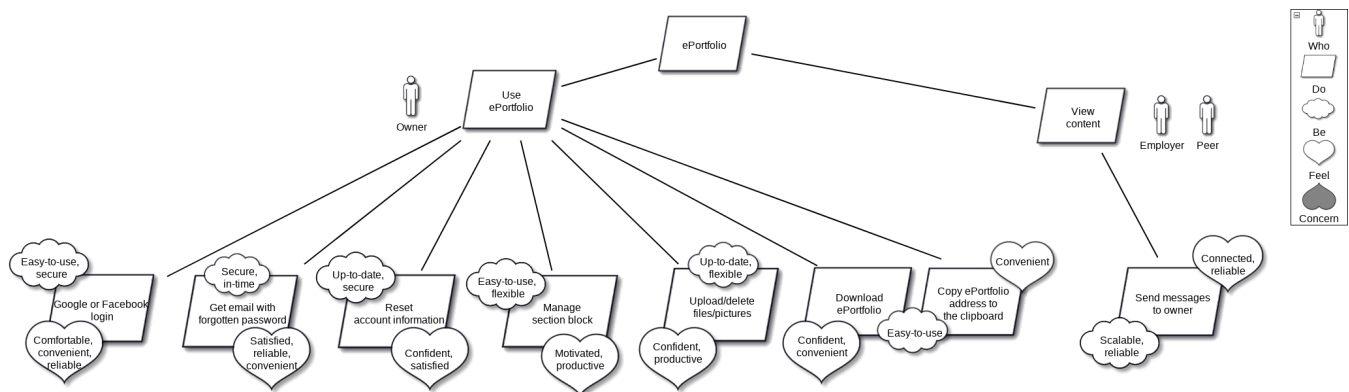 ePortfolio
Use
ePortfolio
Owner
View
content
Employer
Peer
Easy-to-use,
secure
Google or Facebook
login
Comfortable,
convenient,
reliable
Secure,
in-time
Get email with
forgotten password
Satisfied,
reliable,
convenient
Up-to-date,
secure
Reset
account information
Confident,
satisfied
Easy-to-use,
flexible
Manage
section block
Motivated,
productive
Up-to-date,
flexible
Upload/delete
files/pictures
Confident,
productive
Download
ePortfolio
Confident,
convenient
Convenient
Copy ePortfolio
address to
the clipboard
Easy-to-use
Connected,
reliable
Send messages
to owner
Scalable,
reliable
Who
Do
Be
Feel
Concern